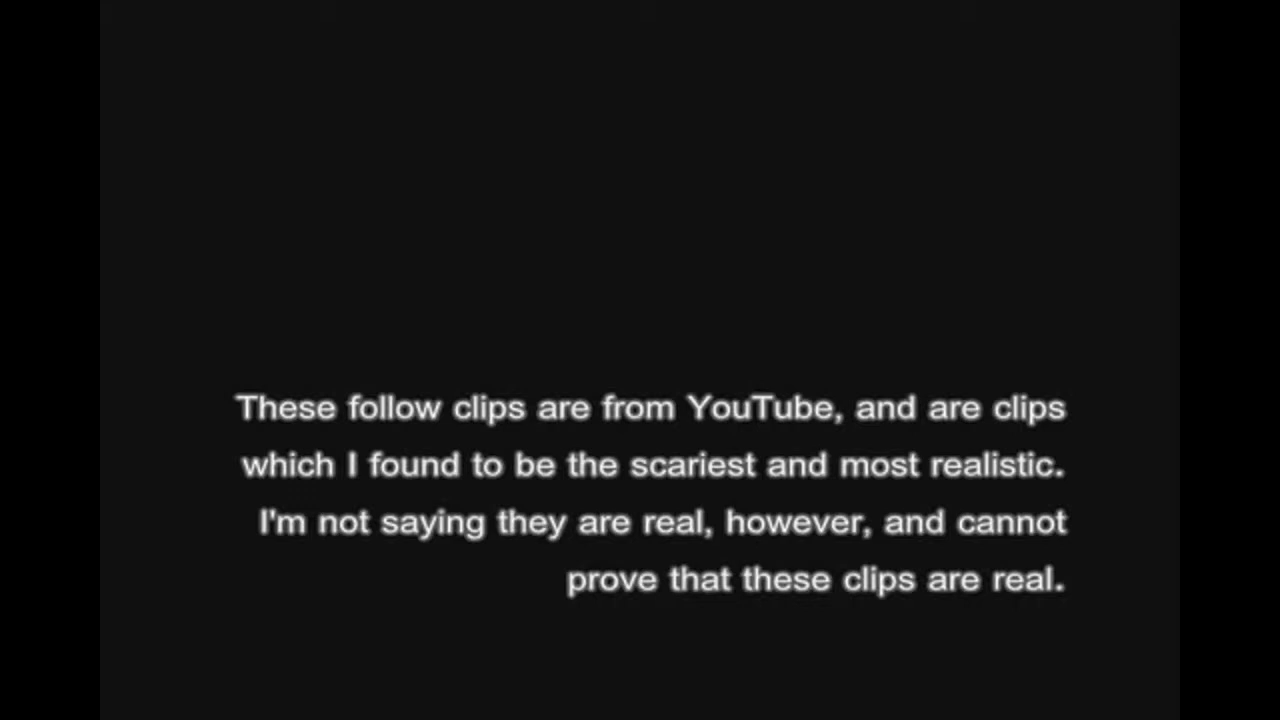 These follow clips are from YouTube, and are clips
which I found to be the scariest and most realistic.
I'm not saying they are real, however, and cannot
prove that these clips are real.